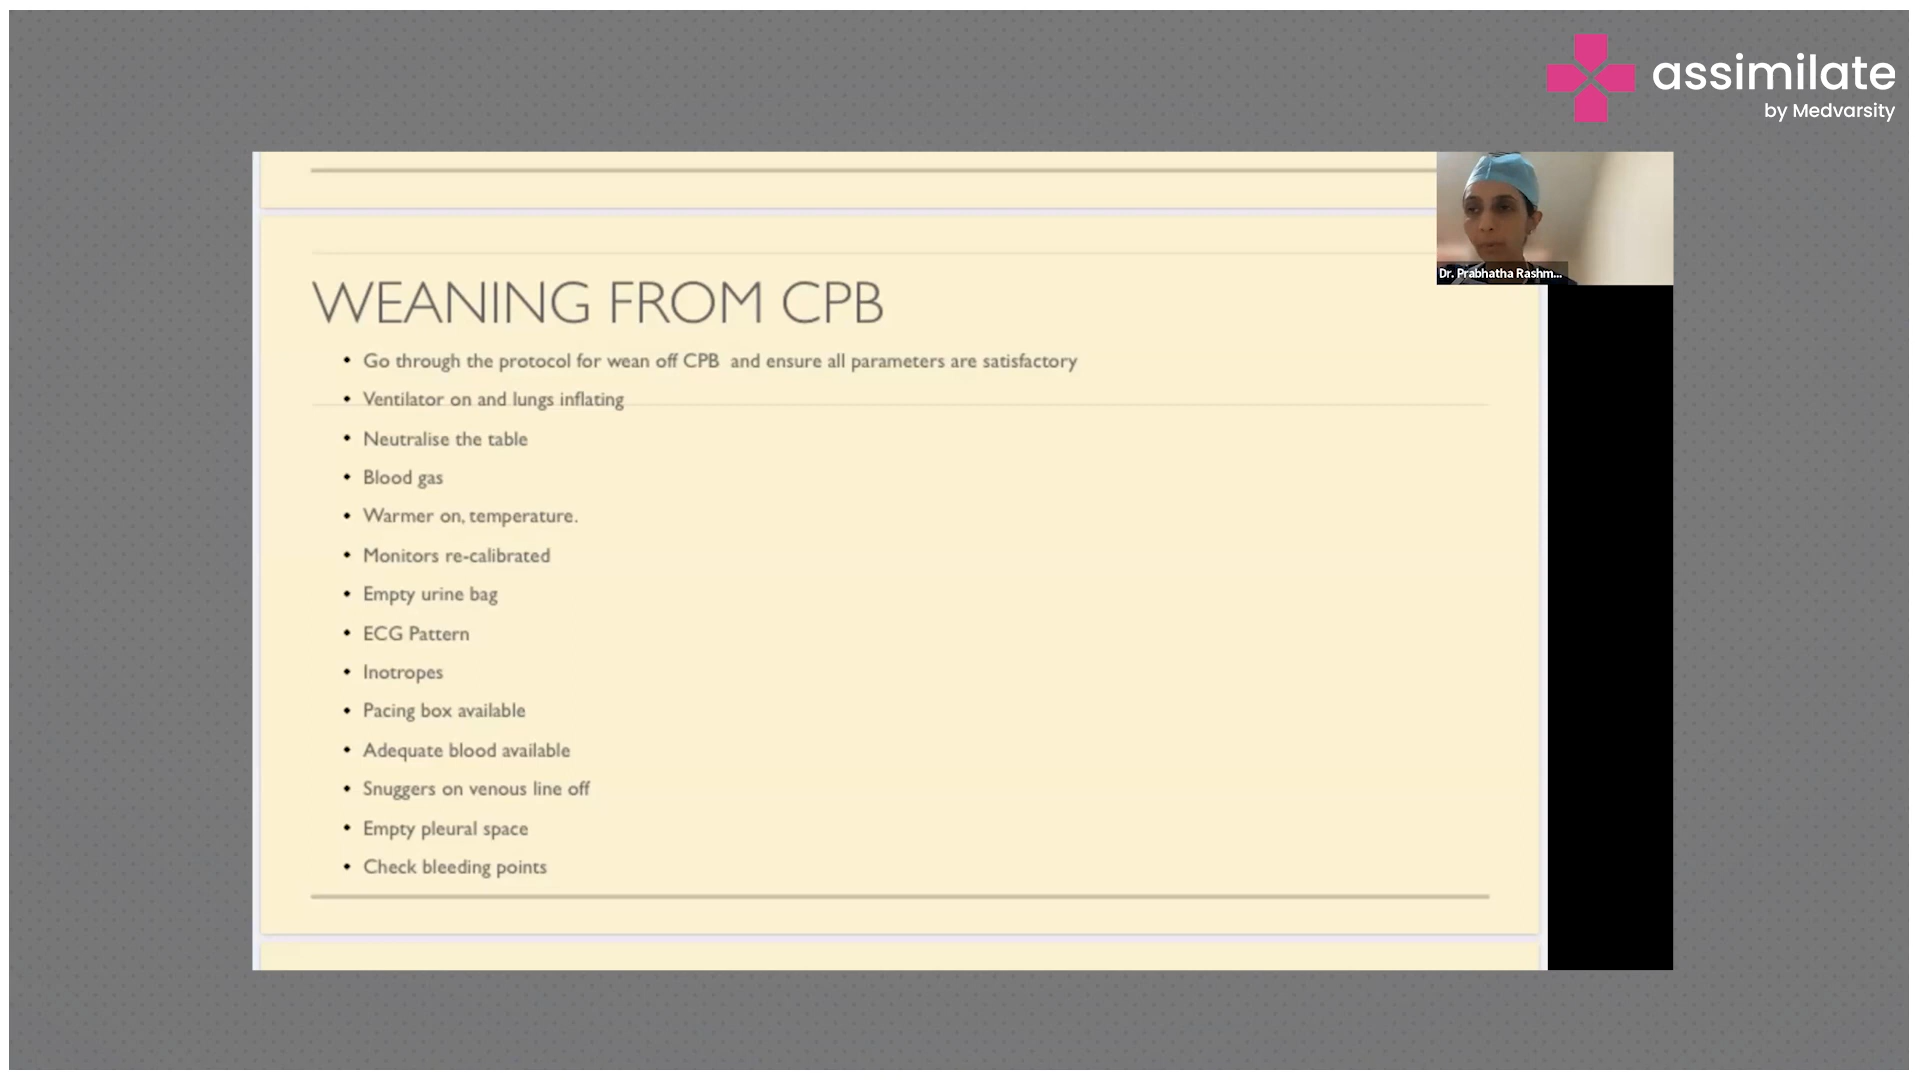 assimilate
by Medvarsity
Dr. Prabhatha Rashm...
WEANING FROM CPB
• Go through the protocol for wean off CPB and ensure all parameters are satisfactory
• Ventilator on and lungs inflating
• Neutralise the table
• Blood gas
• Warmer on, temperature.
• Monitors re-calibrated
• Empty urine bag
• ECG Pattern
• Inotropes
• Pacing box available
• Adequate blood available
• Snuggers on venous line off
• Empty pleural space
• Check bleeding points